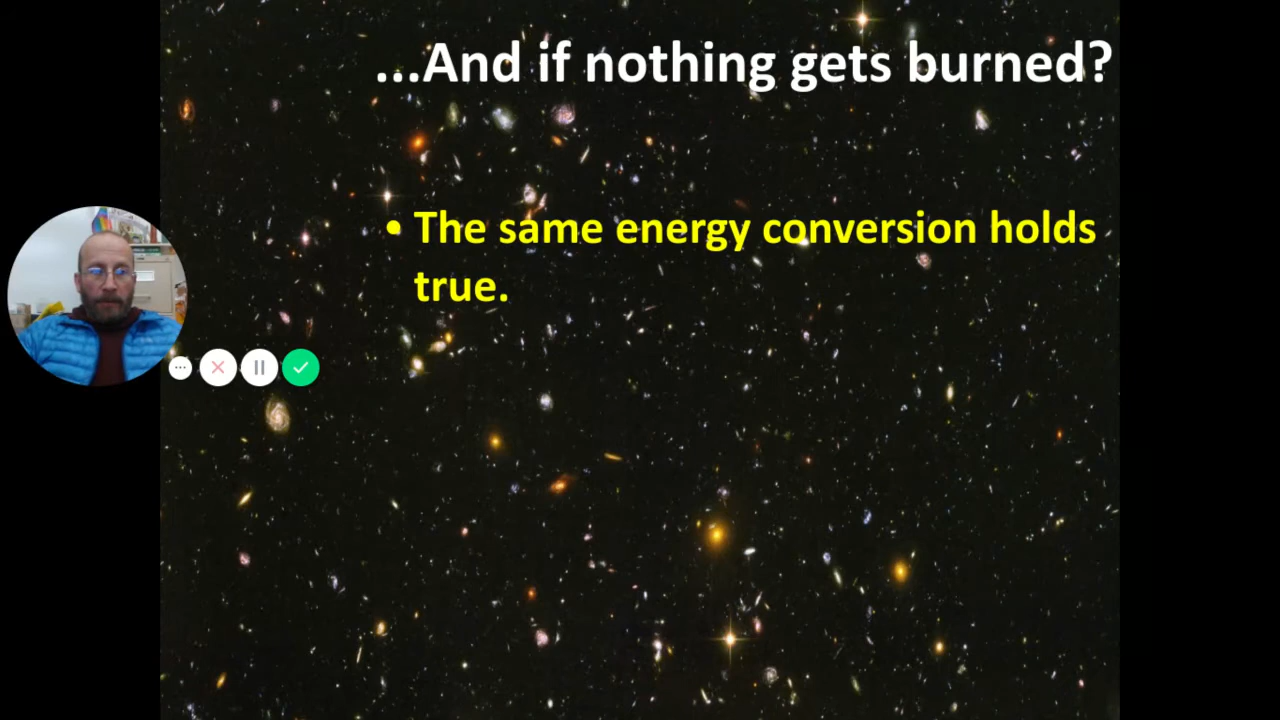 ...And if nothing gets burned?
• The same energy conversion holds
true.